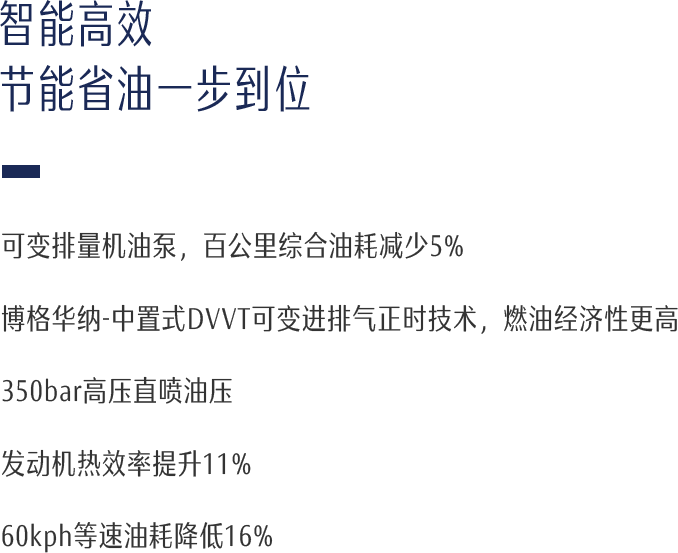 智能高效
节能省油一步到位
可变排量机油泵，百公里综合油耗减少5%
博格华纳-中置式DVVT可变进排气正时技术，燃油经济性更高
350bar高压直喷油压
发动机热效率提升11%
60kph等速油耗降低16%